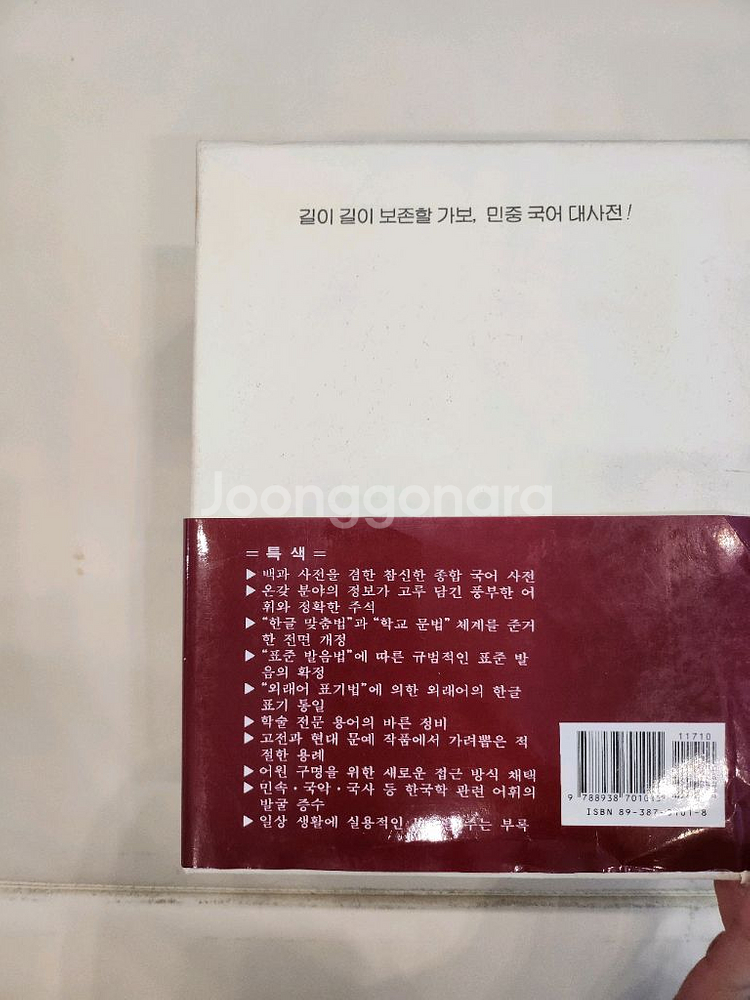 길이 길이 보존할 가보, 민중 국어 대사전!
Joonggonara
= 특 색 =
▶ 백과 사전을 겸한 참신한 종합 국어 사전
▶ 온갖 분야의 정보가 고루 담긴 풍부한 어
휘와 정확한 주석
▶ “한글 맞춤법”과 “학교 문법” 체계를 준거
한 전면 개정
▶ “표준 발음법”에 따른 규범적인 표준 발
음의 확정
▶ “외래어 표기법”에 의한 외래어의 한글
표기 통일
▶ 학술 전문 용어의 바른 정비
▶ 고전과 현대 문예 작품에서 가려뽑은 적
절한 용례
▶ 어원 구명을 위한 새로운 접근 방식 채택
▶ 민속·국악·국사 등 한국학 관련 어휘의
발굴 증수
▶ 일상 생활에 실용적인 부록
11710
9 788938 70101
ISBN 89-387-0101-8